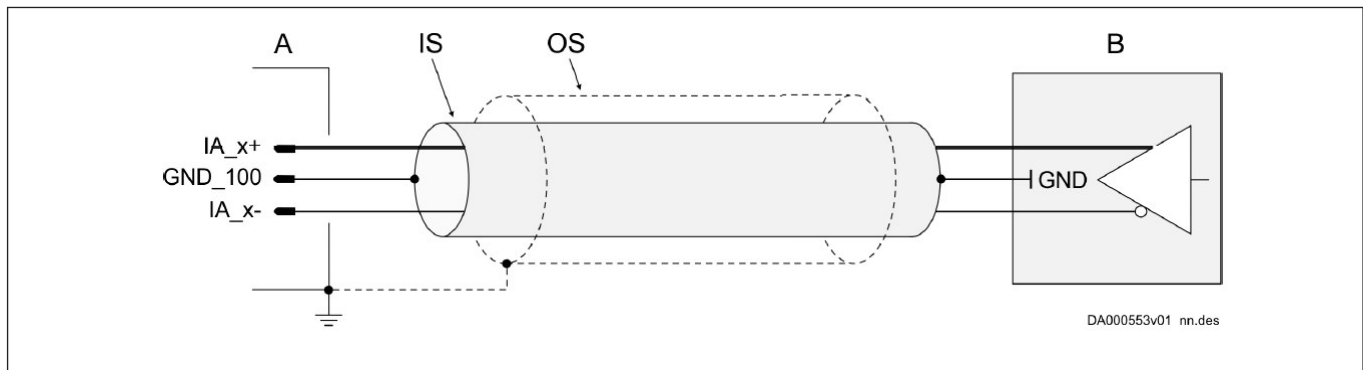 A IS OS B
IA_x+
GND_100
GND
IA_x-
DA000553v01 nn.des